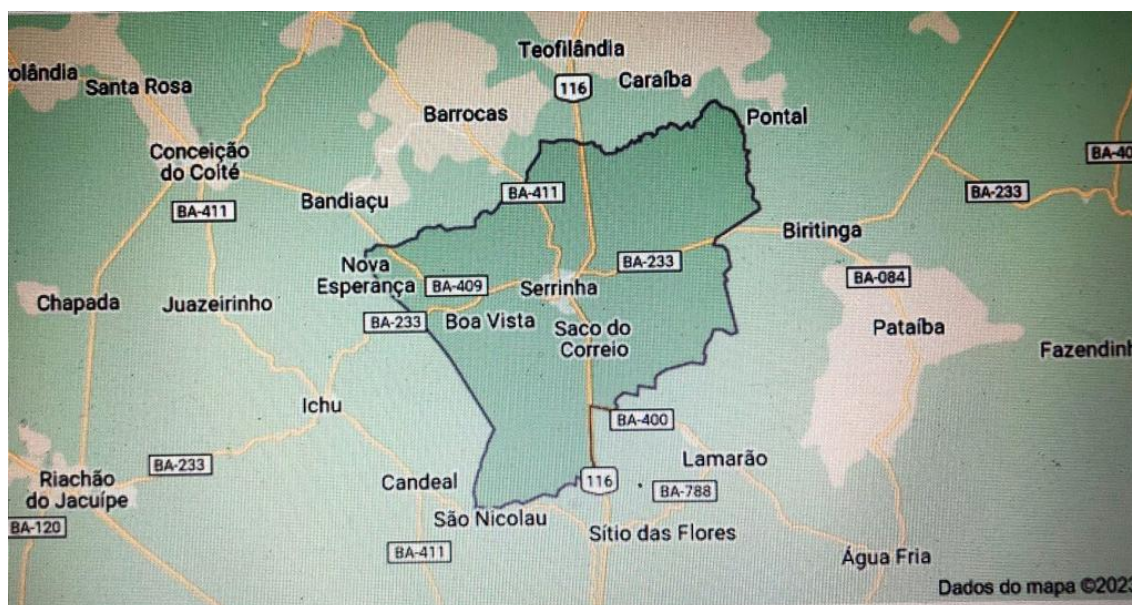 Teofilândia
rolândia
Santa Rosa
116
Caraíba
Barrocas
Pontal
Conceição
do Coité
BA-40
BA-411
Bandiaçu
BA-233
BA-411
Biritinga
BA-233
Nova
Esperança
BA-084
BA-409
Serrinha
Chapada
Juazeirinho
BA-233
Boa Vista
Saco do
Correio
Pataíba
Fazendinh
Ichu
BA-400
BA-233
Lamarão
Riachão
do Jacuípe
Candeal
116
BA-788
BA-120
São Nicolau
Sítio das Flores
BA-411
Água Fria
Dados do mapa ©2023